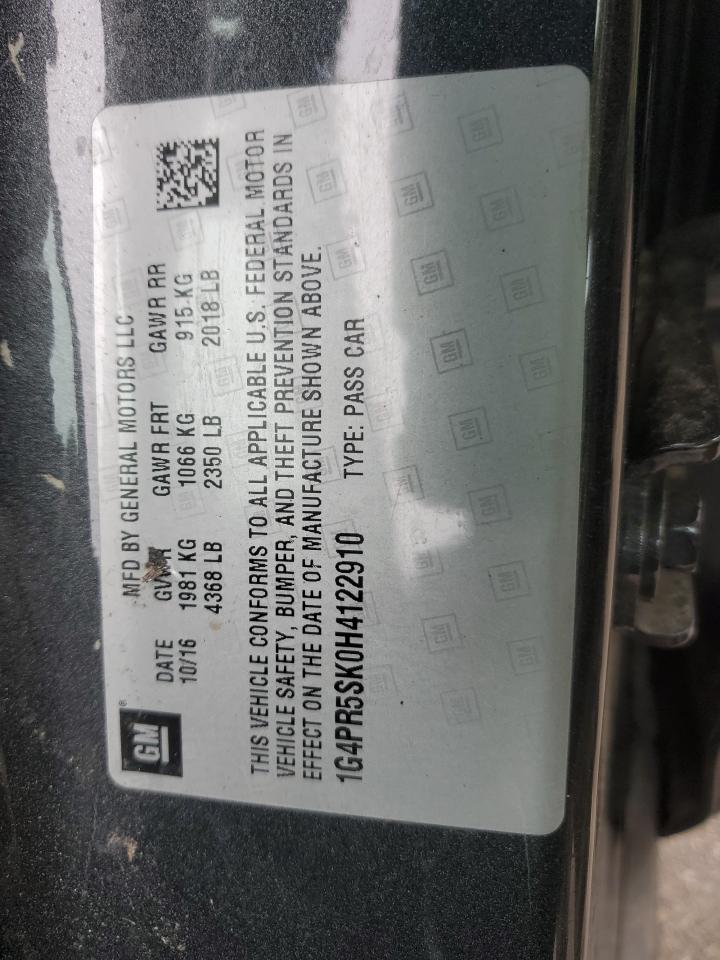 GM®
MFD BY GENERAL MOTORS LLC
DATE GVWR GAWR FRT GAWR RR
10/16 1981 KG 1066 KG 915 KG
4368 LB 2350 LB 2018 LB
THIS VEHICLE CONFORMS TO ALL APPLICABLE U.S. FEDERAL MOTOR
VEHICLE SAFETY, BUMPER, AND THEFT PREVENTION STANDARDS IN
EFFECT ON THE DATE OF MANUFACTURE SHOWN ABOVE.
1G4PR5SK0H4122910 TYPE: PASS CAR